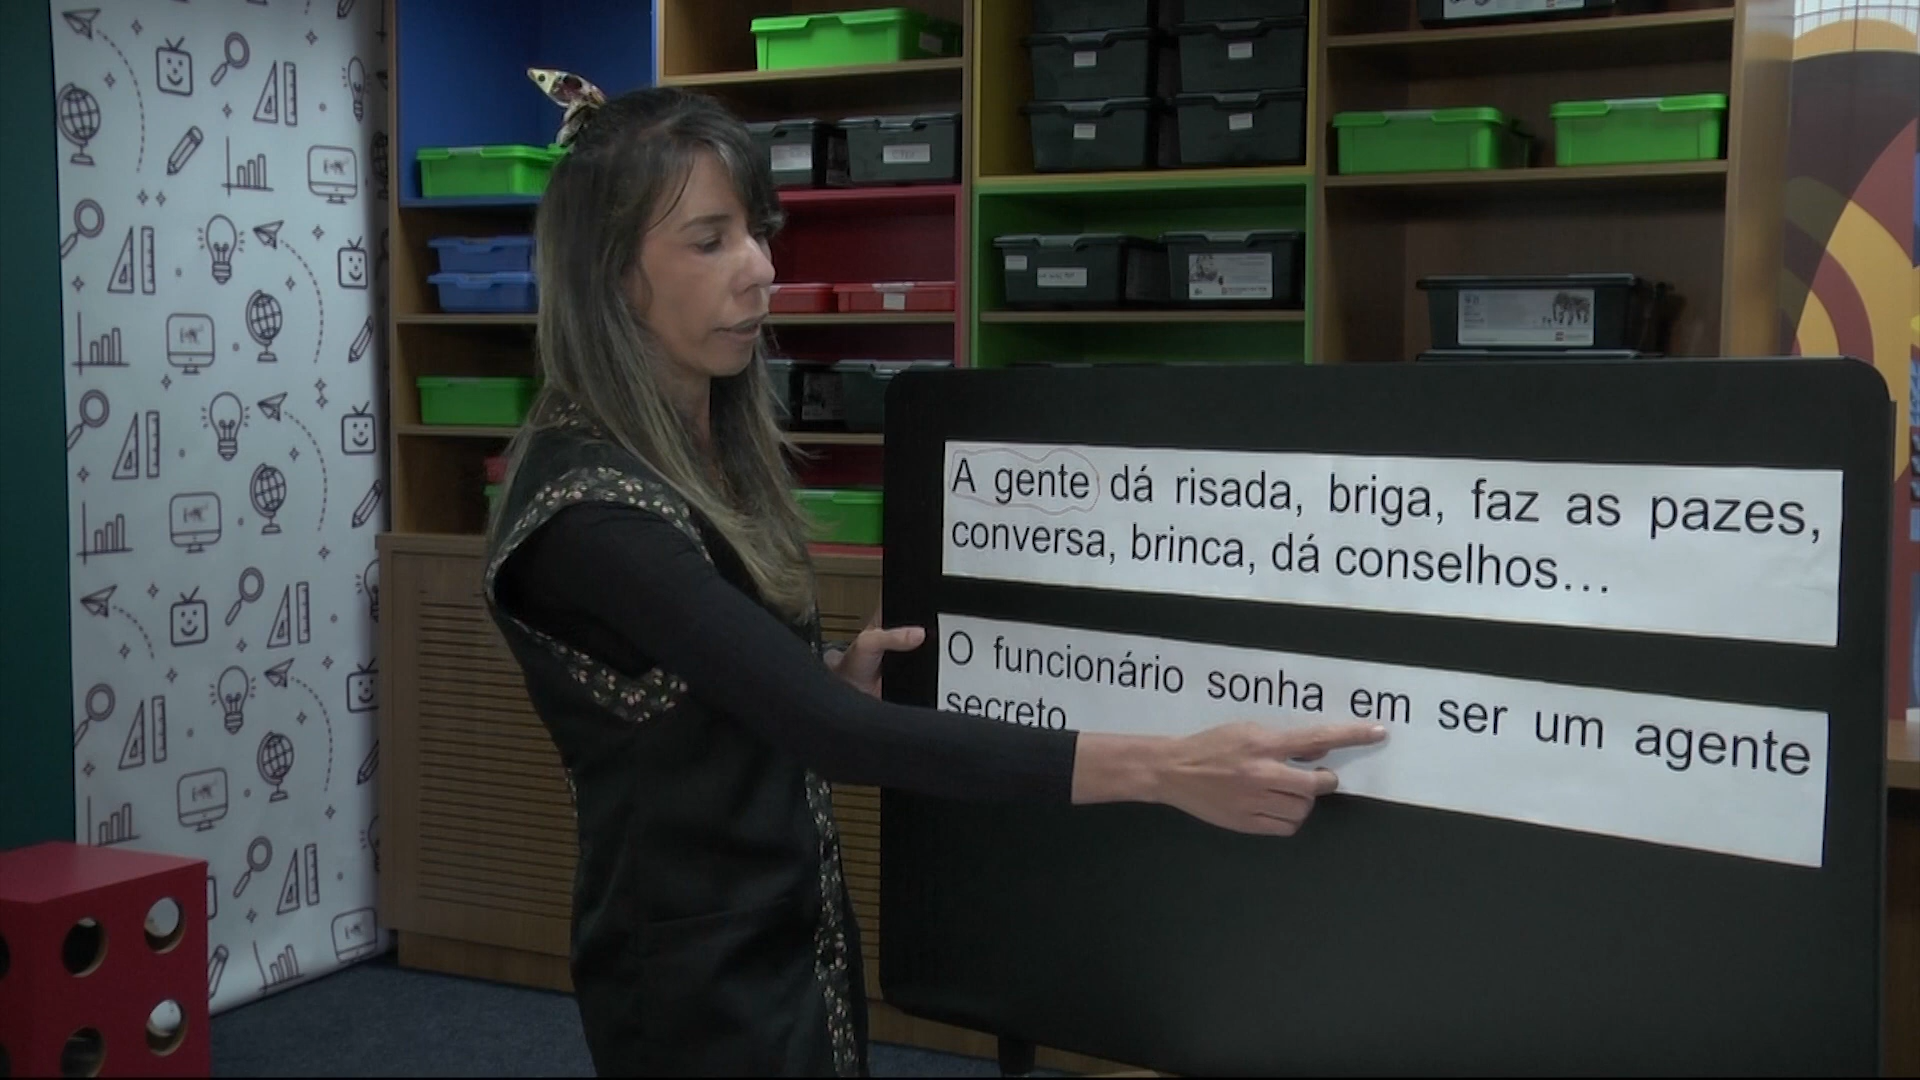 A gente dá risada, briga, faz as pazes,
conversa, brinca, dá conselhos...
O funcionário sonha em ser um agente
secreto